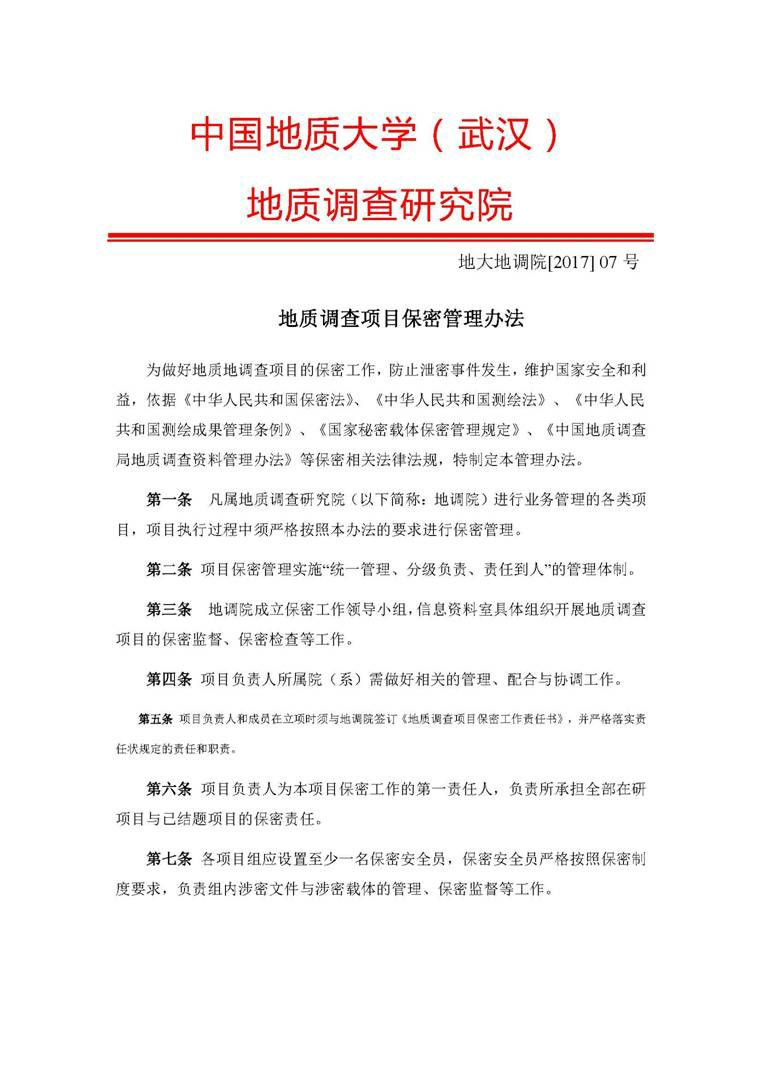 中国地质大学（武汉）
地质调查研究院
地大地调院[2017] 07 号
地质调查项目保密管理办法
为做好地质地调查项目的保密工作，防止泄密事件发生，维护国家安全和利
益，依据《中华人民共和国保密法》、《中华人民共和国测绘法》、《中华人民
共和国测绘成果管理条例》、《国家秘密载体保密管理规定》、《中国地质调查
局地质调查资料管理办法》等保密相关法律法规，特制定本管理办法。
第一条 凡属地质调查研究院（以下简称：地调院）进行业务管理的各类项
目，项目执行过程中须严格按照本办法的要求进行保密管理。
第二条 项目保密管理实施“统一管理、分级负责、责任到人”的管理体制。
第三条 地调院成立保密工作领导小组，信息资料室具体组织开展地质调查
项目的保密监督、保密检查等工作。
第四条 项目负责人所属院（系）需做好相关的管理、配合与协调工作。
第五条 项目负责人和成员在立项时须与地调院签订《地质调查项目保密工作责任书》，并严格落实责
任状规定的责任和职责。
第六条 项目负责人为本项目保密工作的第一责任人，负责所承担全部在研
项目与已结题项目的保密责任。
第七条 各项目组应设置至少一名保密安全员，保密安全员严格按照保密制
度要求，负责组内涉密文件与涉密载体的管理、保密监督等工作。